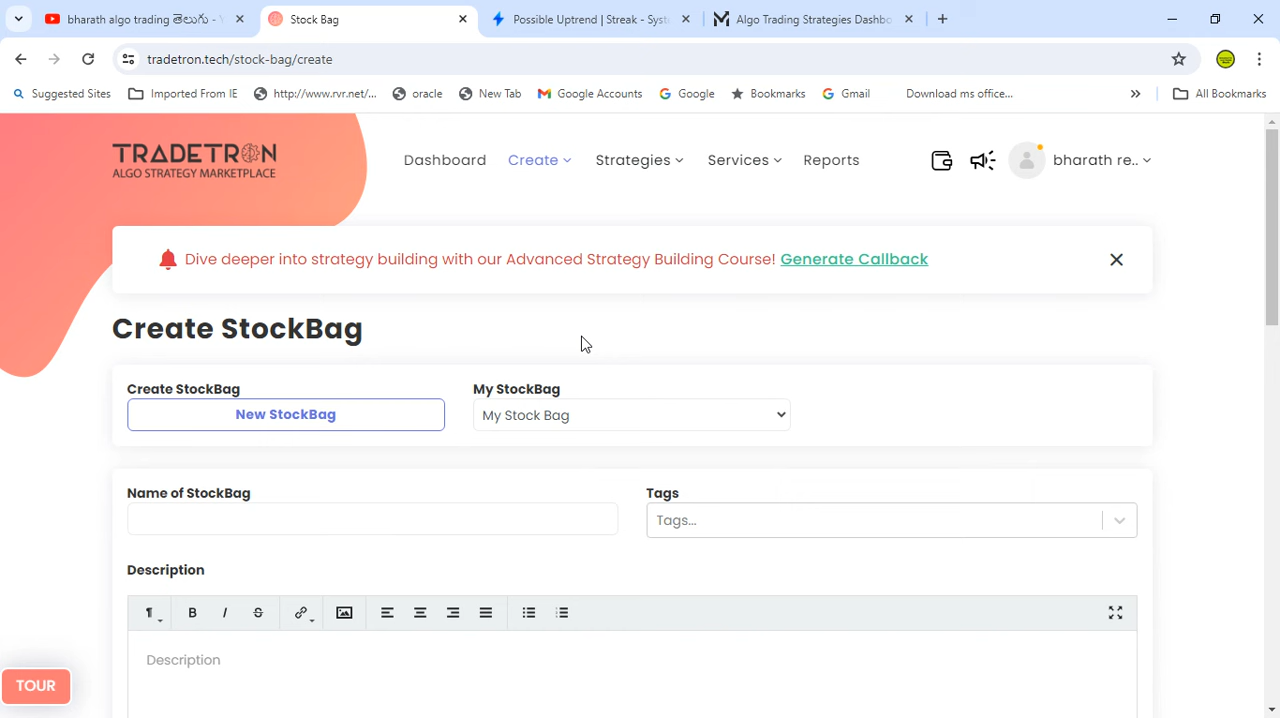 bharath algo trading తెలుగు - Y
Stock Bag
Possible Uptrend | Streak - Syste
Algo Trading Strategies Dashbo
tradetron.tech/stock-bag/create
Suggested Sites
Imported From IE
http://www.rvr.net/...
oracle
New Tab
Google Accounts
Google
Bookmarks
Gmail
Download ms office...
»
All Bookmarks
TRADETRON
ALGO STRATEGY MARKETPLACE
Dashboard
Create
Strategies
Services
Reports
bharath re..
Dive deeper into strategy building with our Advanced Strategy Building Course! Generate Callback
Create StockBag
Create StockBag
My StockBag
New StockBag
My Stock Bag
Name of StockBag
Tags
Tags...
Description
B I S
Description
TOUR